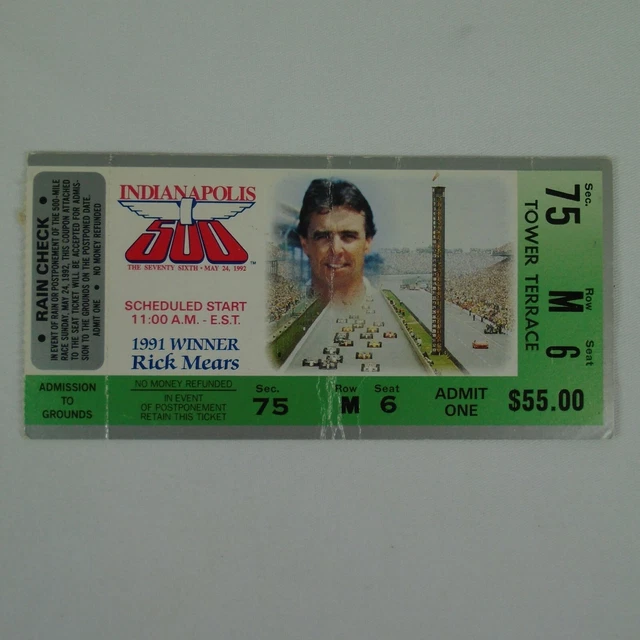 RAIN CHECK
IN EVENT OF RAIN OR POSTPONEMENT OF THE 500-MILE
RACE SUNDAY, MAY 24, 1992, THIS COUPON ATTACHED
TO THE SEAT TICKET WILL BE ACCEPTED FOR ADMIS-
SION TO THE GROUNDS ON THE POSTPONED DATE.
ADMIT ONE • NO MONEY REFUNDED
ADMISSION
TO
GROUNDS
INDIANAPOLIS
500
THE SEVENTY SIXTH • MAY 24, 1992
TM
SCHEDULED START
11:00 A.M. - E.S.T.
1991 WINNER
Rick Mears
NO MONEY REFUNDED
IN EVENT
OF POSTPONEMENT
RETAIN THIS TICKET
Sec. Row Seat
75 M 6
ADMIT
ONE
$55.00
Sec. Row Seat
75 M 6
TOWER TERRACE